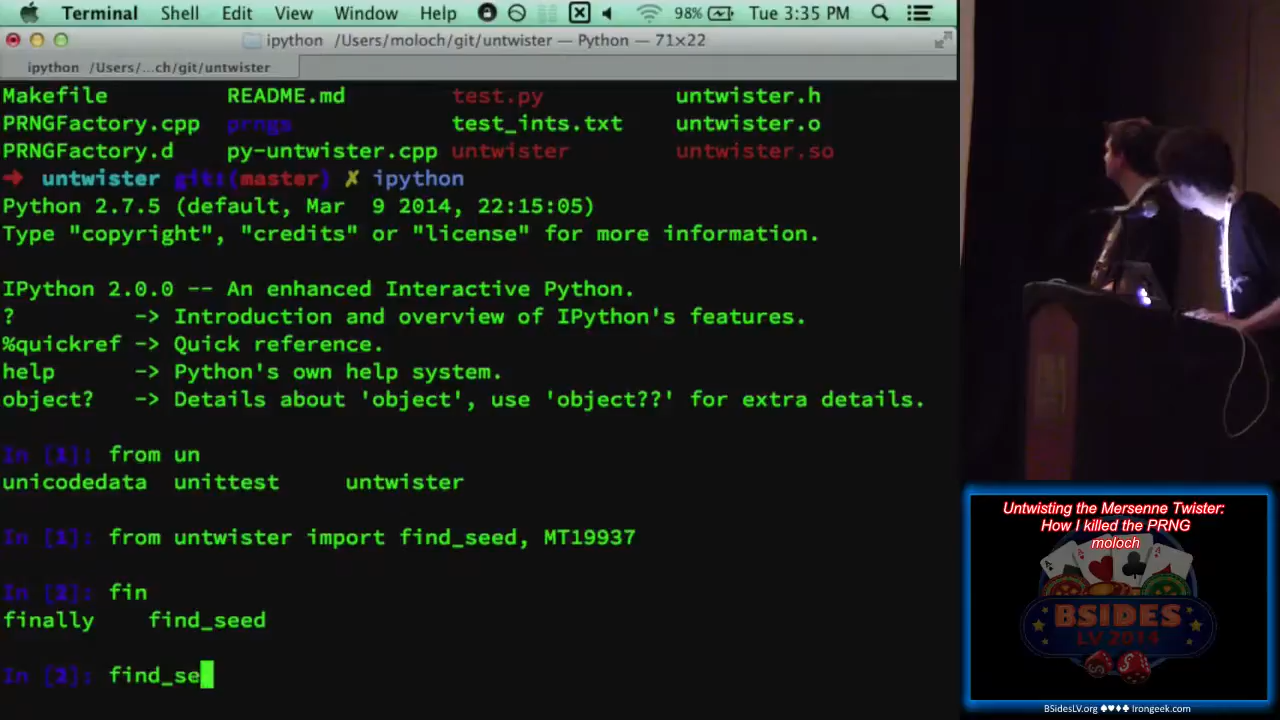 Terminal Shell Edit View Window Help 98% Tue 3:35 PM
ipython /Users/moloch/git/untwister — Python — 71×22
ipython /Users/...ch/git/untwister
Makefile README.md test.py untwister.h
PRNGFactory.cpp prngs test_ints.txt untwister.o
PRNGFactory.d py-untwister.cpp untwister untwister.so
➜ untwister git:(master) ✗ ipython
Python 2.7.5 (default, Mar 9 2014, 22:15:05)
Type "copyright", "credits" or "license" for more information.
IPython 2.0.0 -- An enhanced Interactive Python.
? -> Introduction and overview of IPython's features.
%quickref -> Quick reference.
help -> Python's own help system.
object? -> Details about 'object', use 'object??' for extra details.
In [1]: from un
unicodedata unittest untwister
In [1]: from untwister import find_seed, MT19937
In [2]: fin
finally find_seed
In [2]: find_se
Untwisting the Mersenne Twister:
How I killed the PRNG
moloch
BSIDES
LV 2014
BSidesLV.org ♠♥♦♣ Irongeek.com